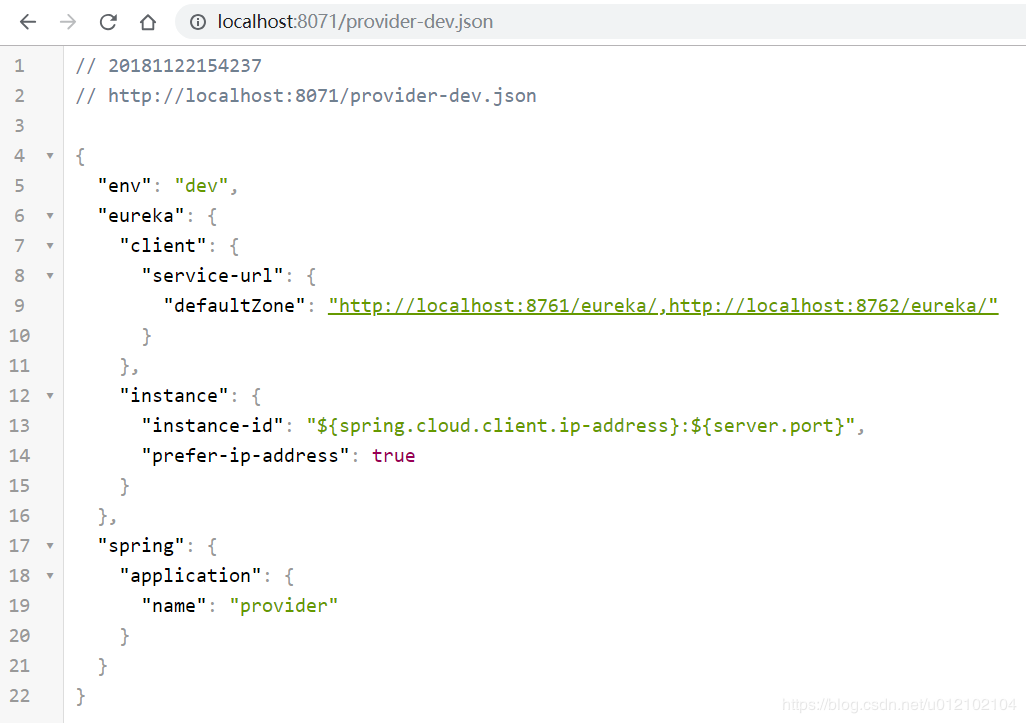 localhost:8071/provider-dev.json
1 // 20181122154237
2 // http://localhost:8071/provider-dev.json
3
4 {
5 "env": "dev",
6 "eureka": {
7 "client": {
8 "service-url": {
9 "defaultZone": "http://localhost:8761/eureka/,http://localhost:8762/eureka/"
10 }
11 },
12 "instance": {
13 "instance-id": "${spring.cloud.client.ip-address}:${server.port}",
14 "prefer-ip-address": true
15 }
16 },
17 "spring": {
18 "application": {
19 "name": "provider"
20 }
21 }
22 }
https://blog.csdn.net/u012102104